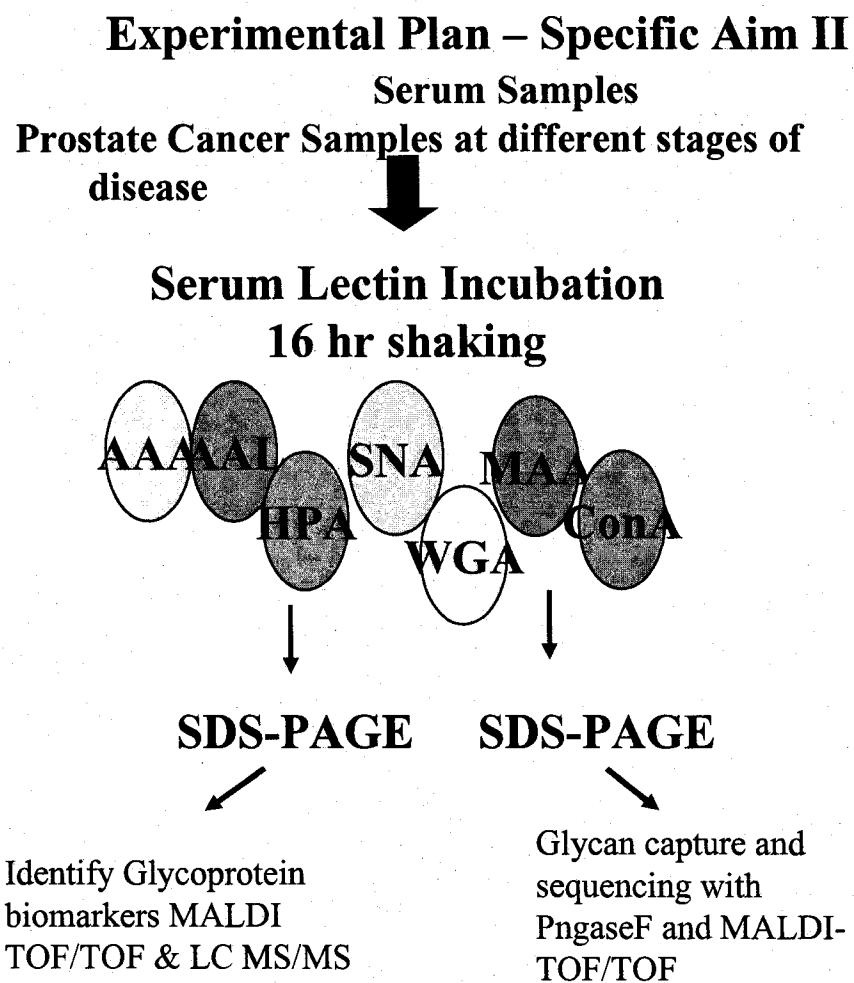 Experimental Plan – Specific Aim II
Serum Samples
Prostate Cancer Samples at different stages of
disease
Serum Lectin Incubation
16 hr shaking
AAA AAL SNA MAA
HPA WGA ConA
SDS-PAGE SDS-PAGE
Identify Glycoprotein
biomarkers MALDI
TOF/TOF & LC MS/MS
Glycan capture and
sequencing with
PngaseF and MALDI-
TOF/TOF